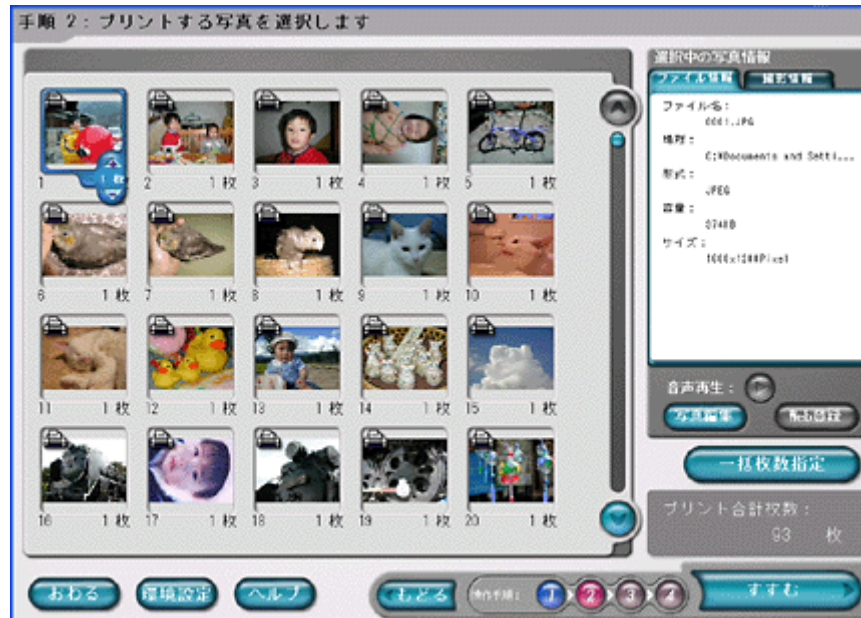 手順 2：プリントする写真を選択します
選択中の写真情報
ファイル情報 撮影情報
ファイル名：
0001.JPG
場所：
C:¥Documents and Setti...
形式：
JPEG
容量：
サイズ：
音声再生：
写真編集
一括枚数指定
プリント合計枚数：
93 枚
1 1 枚
2 1 枚
3 1 枚
4 1 枚
5 1 枚
6 1 枚
7 1 枚
8 1 枚
9 1 枚
10 1 枚
11 1 枚
12 1 枚
13 1 枚
14 1 枚
15 1 枚
16 1 枚
17 1 枚
18 1 枚
19 1 枚
20 1 枚
おわる 環境設定 ヘルプ もどる 操作手順： 1 2 3 4 すすむ